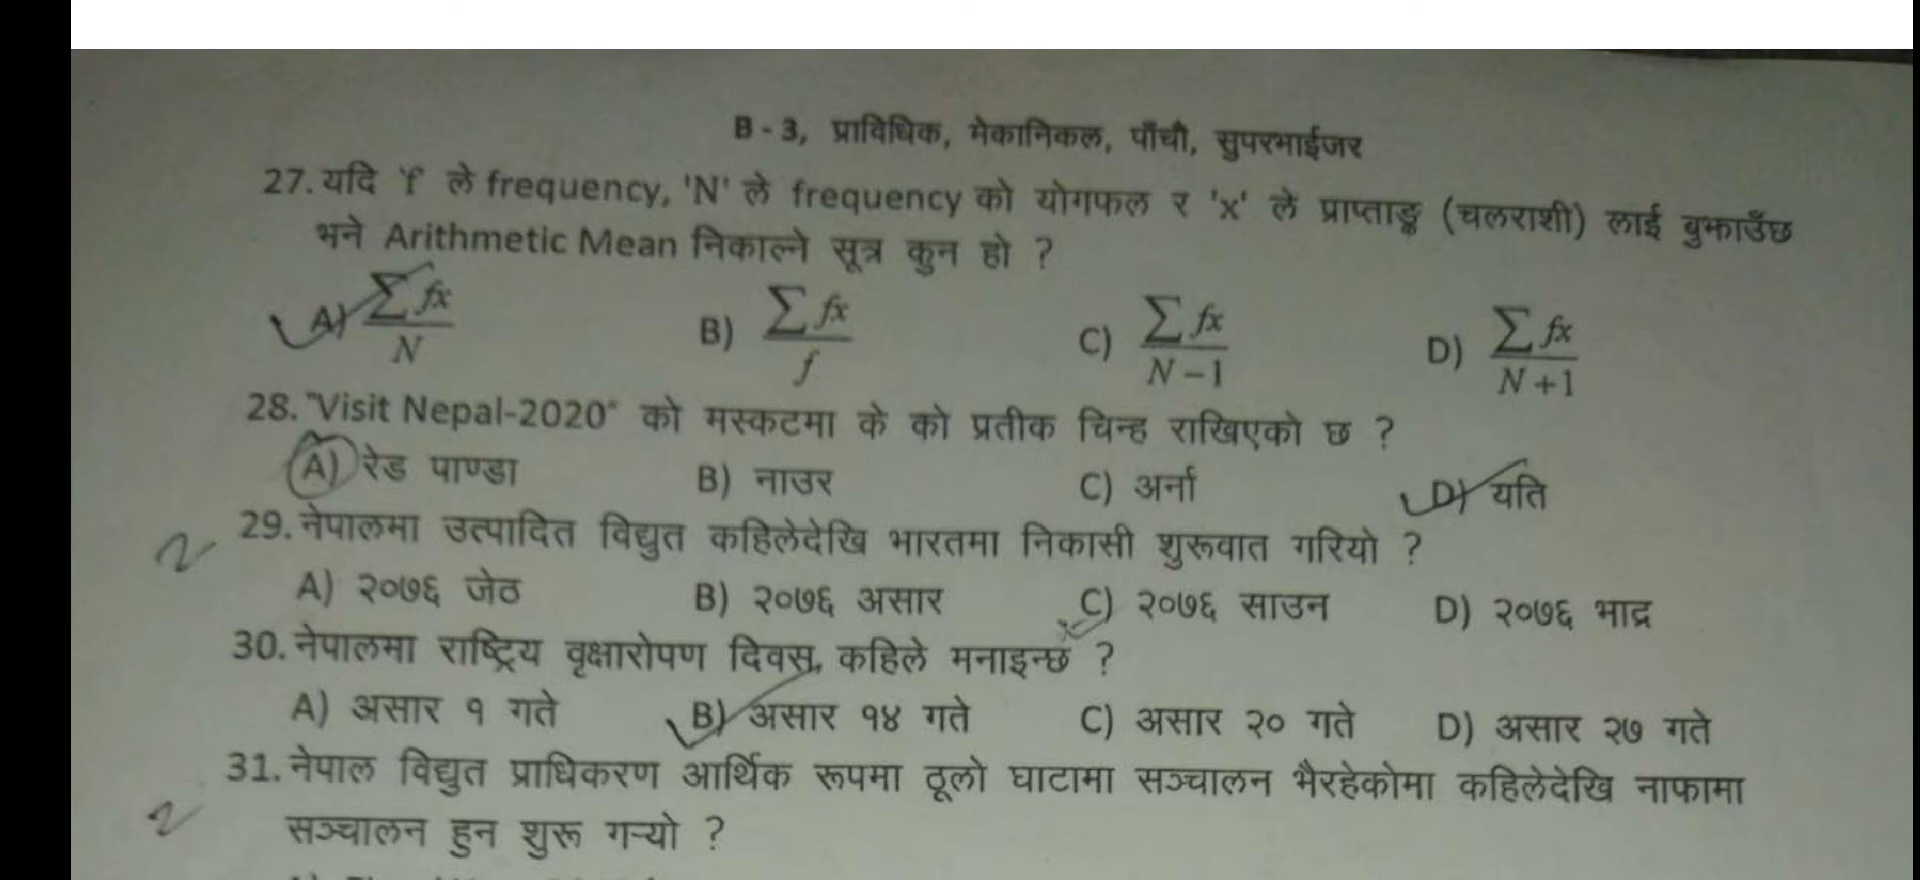 B - 3, प्राविधिक, मेकानिकल, पाँचौ, सुपरभाईजर
27. यदि 'f' ले frequency, 'N' ले frequency को योगफल र 'x' ले प्राप्ताङ्क (चलराशी) लाई बुझाउँछ
भने Arithmetic Mean निकाल्ने सूत्र कुन हो ?
A) ∑fx/N B) ∑fx/f C) ∑fx/N-1 D) ∑fx/N+1
28. "Visit Nepal-2020" को मस्कटमा के को प्रतीक चिन्ह राखिएको छ ?
A) रेड पाण्डा B) नाउर C) अर्ना D) यति
29. नेपालमा उत्पादित विद्युत कहिलेदेखि भारतमा निकासी शुरूवात गरियो ?
A) २०७६ जेठ B) २०७६ असार C) २०७६ साउन D) २०७६ भाद्र
30. नेपालमा राष्ट्रिय वृक्षारोपण दिवस, कहिले मनाइन्छ ?
A) असार १ गते B) असार १४ गते C) असार २० गते D) असार २७ गते
31. नेपाल विद्युत प्राधिकरण आर्थिक रूपमा ठूलो घाटामा सञ्चालन भैरहेकोमा कहिलेदेखि नाफामा
सञ्चालन हुन शुरू गर्‍यो ?